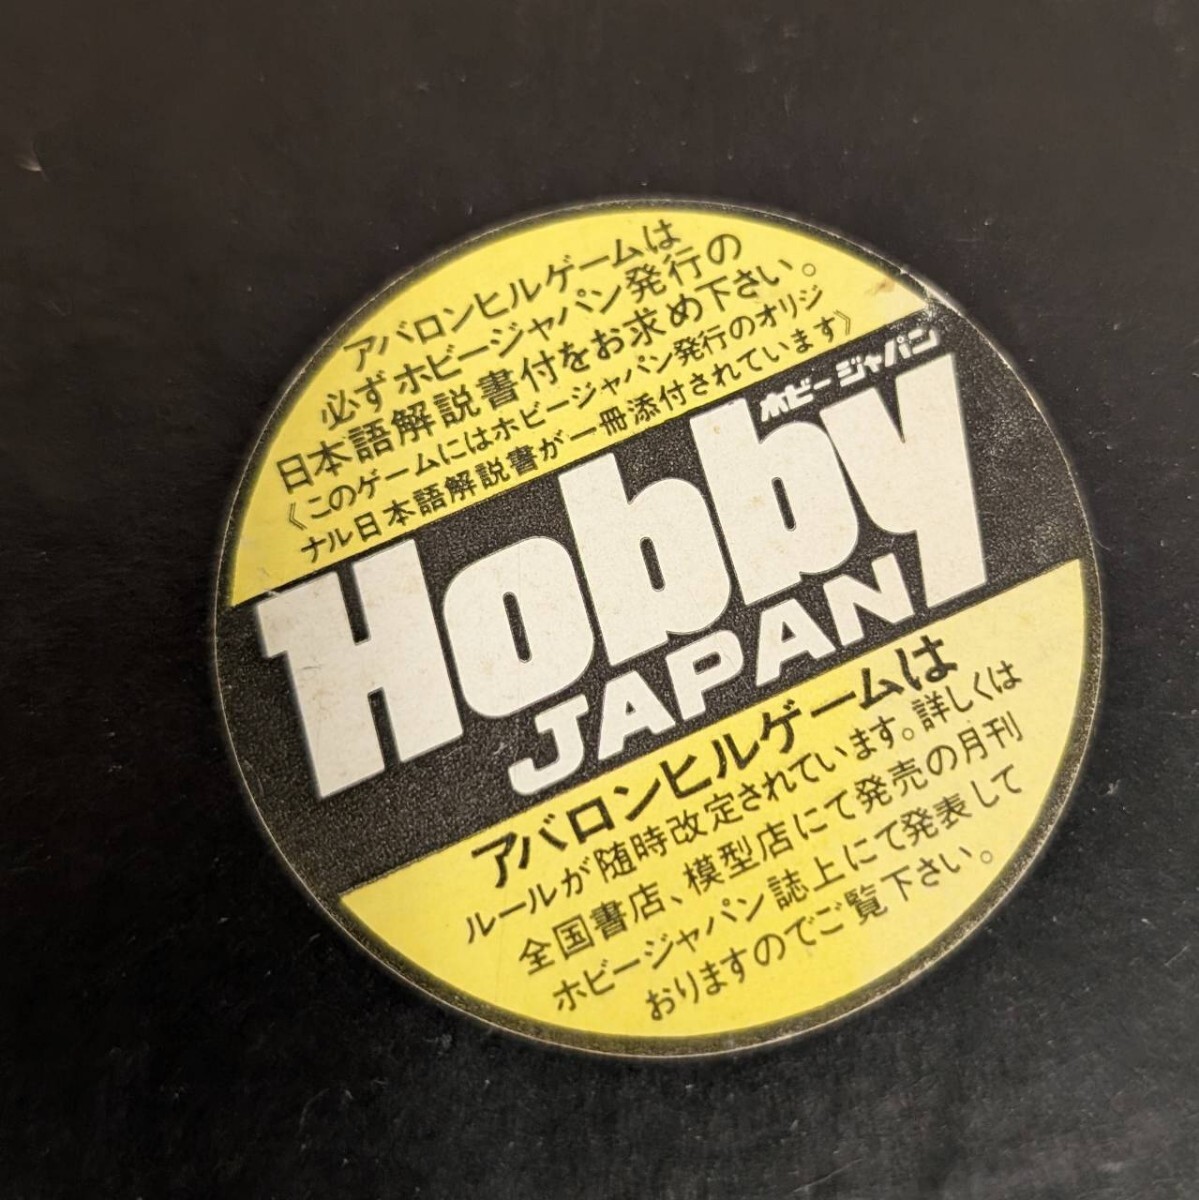 アバロンヒルゲームは
必ずホビージャパン発行の
日本語解説書付をお求め下さい。
《このゲームにはホビージャパン発行のオリジ
ナル日本語解説書が一冊添付されています》
ホビージャパン
Hobby
JAPAN
アバロンヒルゲームは
ルールが随時改定されています。詳しくは
全国書店、模型店にて発売の月刊
ホビージャパン誌上にて発表して
おりますのでご覧下さい。